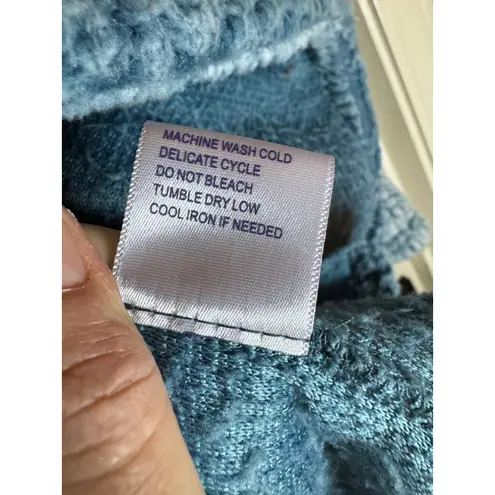 MACHINE WASH COLD
DELICATE CYCLE
DO NOT BLEACH
TUMBLE DRY LOW
COOL IRON IF NEEDED